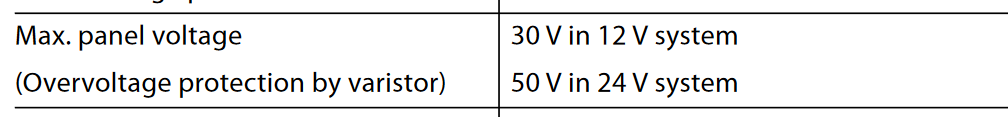 Max. panel voltage 30 V in 12 V system
(Overvoltage protection by varistor) 50 V in 24 V system